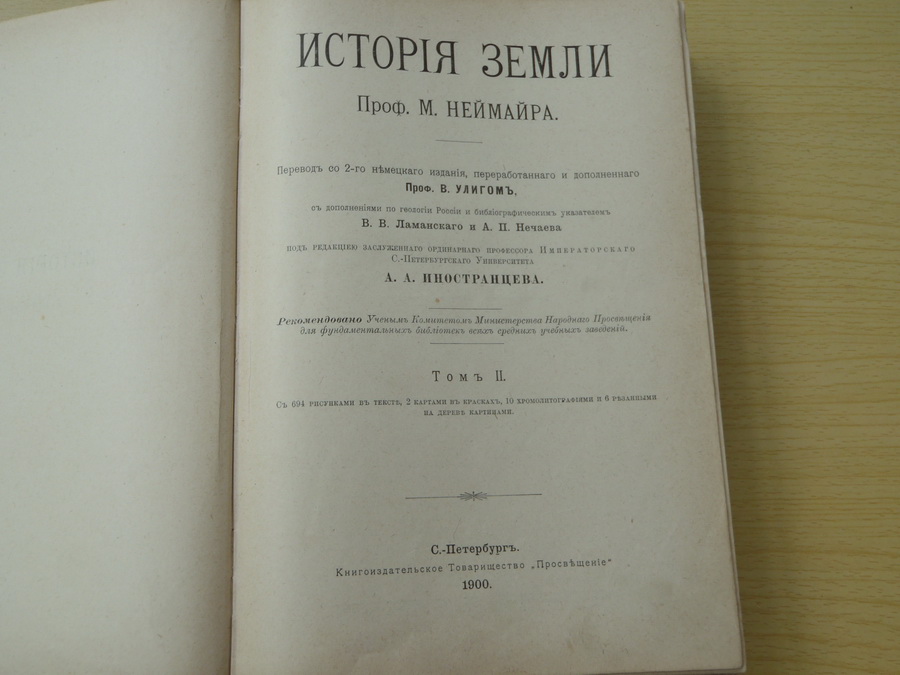 ИСТОРІЯ ЗЕМЛИ
Проф. М. НЕЙМАЙРА.
Переводъ со 2-го нѣмецкаго изданія, переработаннаго и дополненнаго
Проф. В. УЛИГОМЪ,
съ дополненіями по геологіи Россіи и библіографическимъ указателемъ
В. В. Ламанскаго и А. П. Нечаева
подъ редакціею заслуженнаго ординарнаго профессора Императорскаго
С.-Петербургскаго Университета
А. А. ИНОСТРАНЦЕВА.
Рекомендовано Ученымъ Комитетомъ Министерства Народнаго Просвѣщенія
для фундаментальныхъ библіотекъ всѣхъ среднихъ учебныхъ заведеній.
Томъ II.
Съ 694 рисунками въ текстѣ, 2 картами въ краскахъ, 10 хромолитографіями и 6 рѣзанными
на деревѣ картинами.
С.-Петербургъ.
Книгоиздательское Товарищество „Просвѣщеніе“
1900.